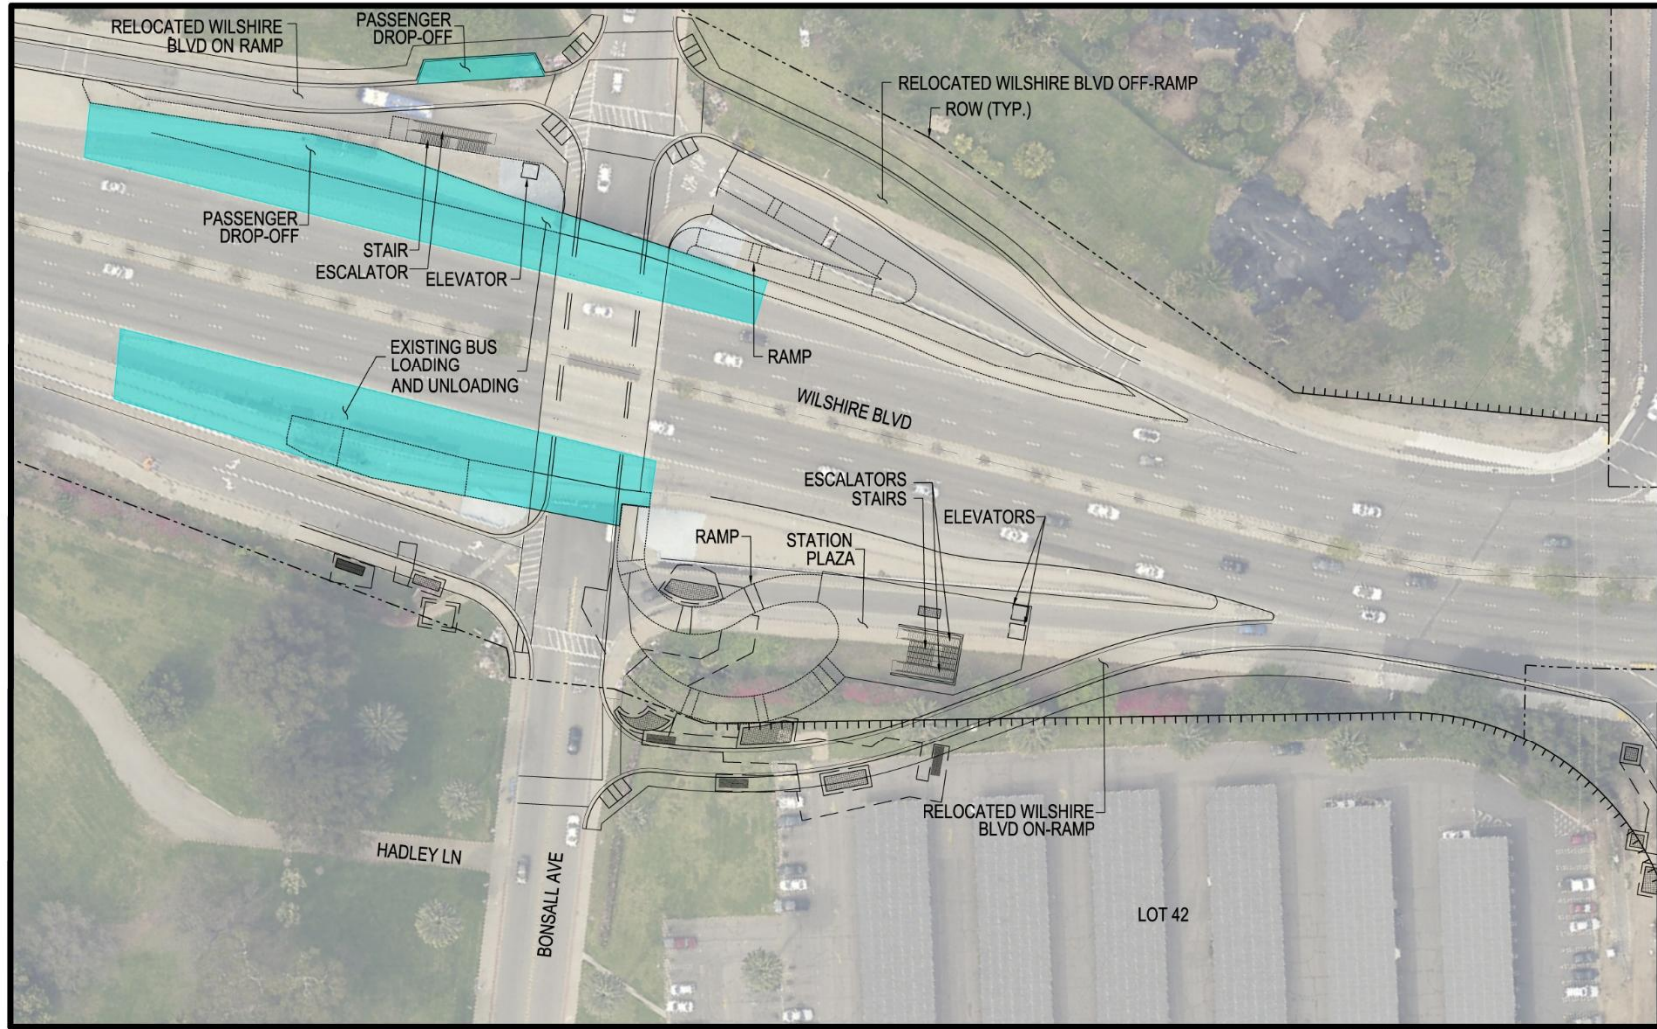 RELOCATED WILSHIRE
BLVD ON RAMP
PASSENGER
DROP-OFF
RELOCATED WILSHIRE BLVD OFF-RAMP
ROW (TYP.)
PASSENGER
DROP-OFF
STAIR
ESCALATOR
ELEVATOR
EXISTING BUS
LOADING
AND UNLOADING
RAMP
WILSHIRE BLVD
ESCALATORS
STAIRS
ELEVATORS
RAMP
STATION
PLAZA
RELOCATED WILSHIRE
BLVD ON-RAMP
HADLEY LN
BONSALL AVE
LOT 42